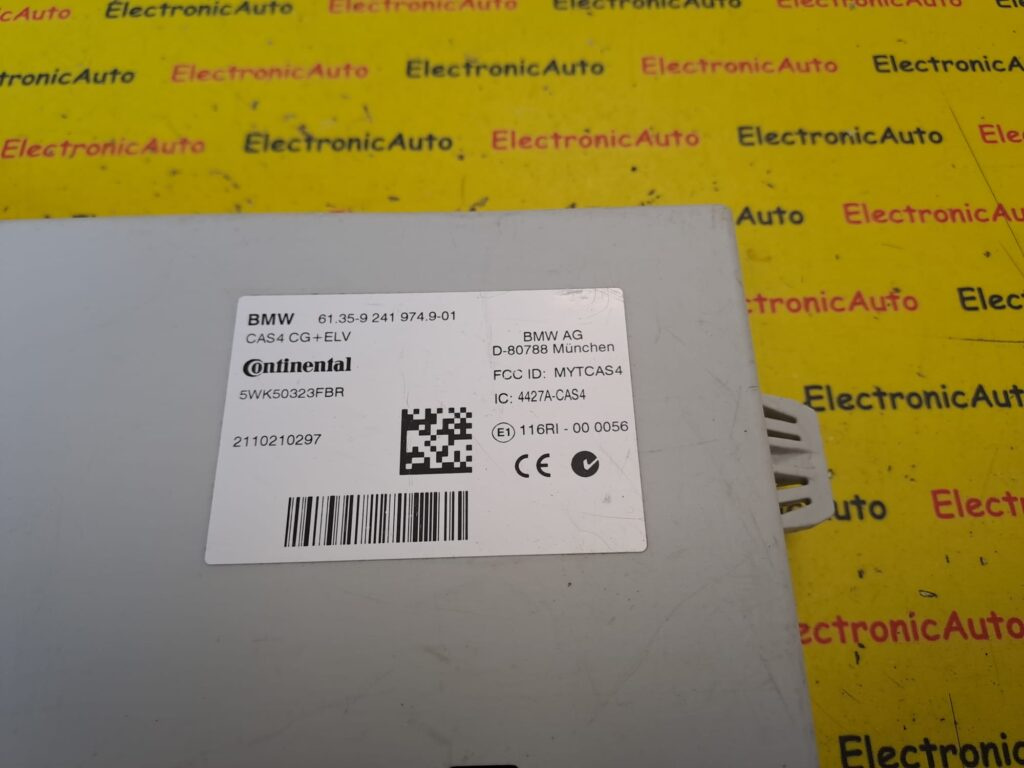 ElectronicAuto ElectronicAuto ElectronicAuto
ElectronicAuto ElectronicAuto ElectronicAuto ElectronicAuto
ElectronicAuto ElectronicAuto ElectronicAuto ElectronicAuto
Auto ElectronicAuto
ElectronicAuto
ElectronicAuto
ElectronicAuto
ElectronicAuto
ElectronicAuto
BMW 61.35-9 241 974.9-01
CAS4 CG+ELV
Continental
5WK50323FBR
2110210297
BMW AG
D-80788 München
FCC ID: MYTCAS4
IC: 4427A-CAS4
E1 116RI - 00 0056
CE